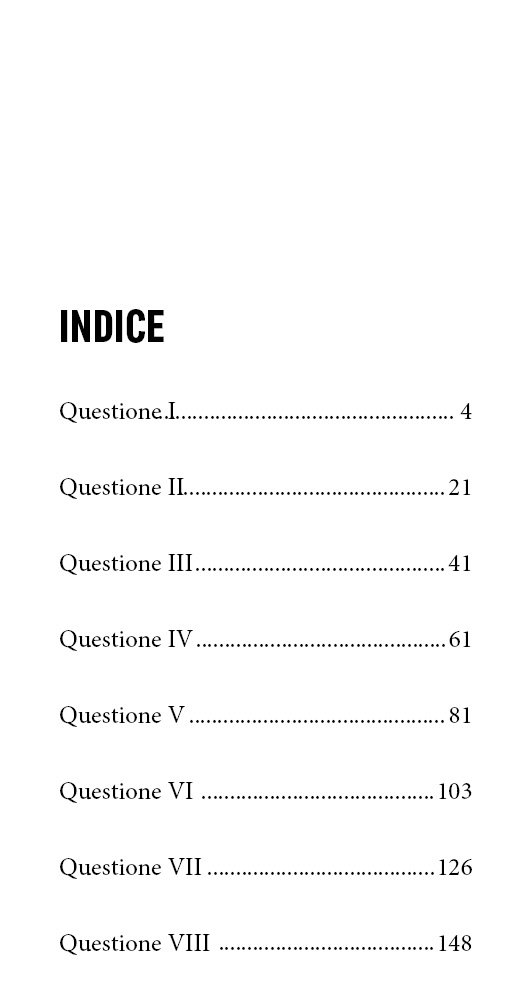 INDICE
Questione.I................................................ 4
Questione II.............................................. 21
Questione III............................................ 41
Questione IV............................................ 61
Questione V ............................................. 81
Questione VI ......................................... 103
Questione VII ........................................ 126
Questione VIII ...................................... 148